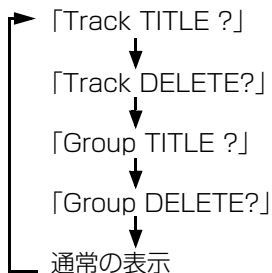 「Track TITLE ?」
「Track DELETE?」
「Group TITLE ?」
「Group DELETE?」
通常の表示